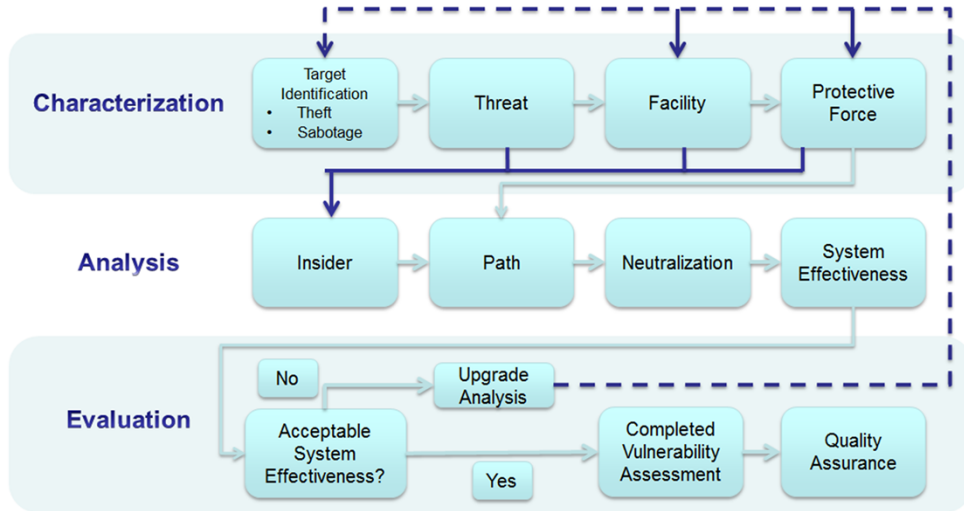 Characterization
Target
Identification
• Theft
• Sabotage
Threat
Facility
Protective
Force
Analysis
Insider
Path
Neutralization
System
Effectiveness
Evaluation
No
Upgrade
Analysis
Acceptable
System
Effectiveness?
Yes
Completed
Vulnerability
Assessment
Quality
Assurance